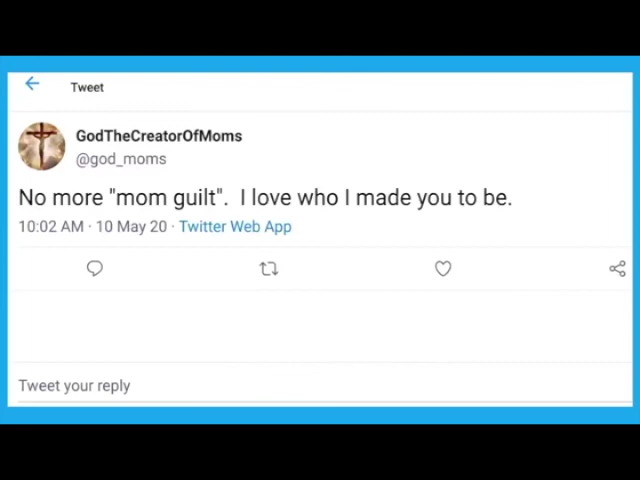 Tweet
GodTheCreatorOfMoms
@god_moms
No more "mom guilt".  I love who I made you to be.
10:02 AM · 10 May 20 · Twitter Web App
Tweet your reply